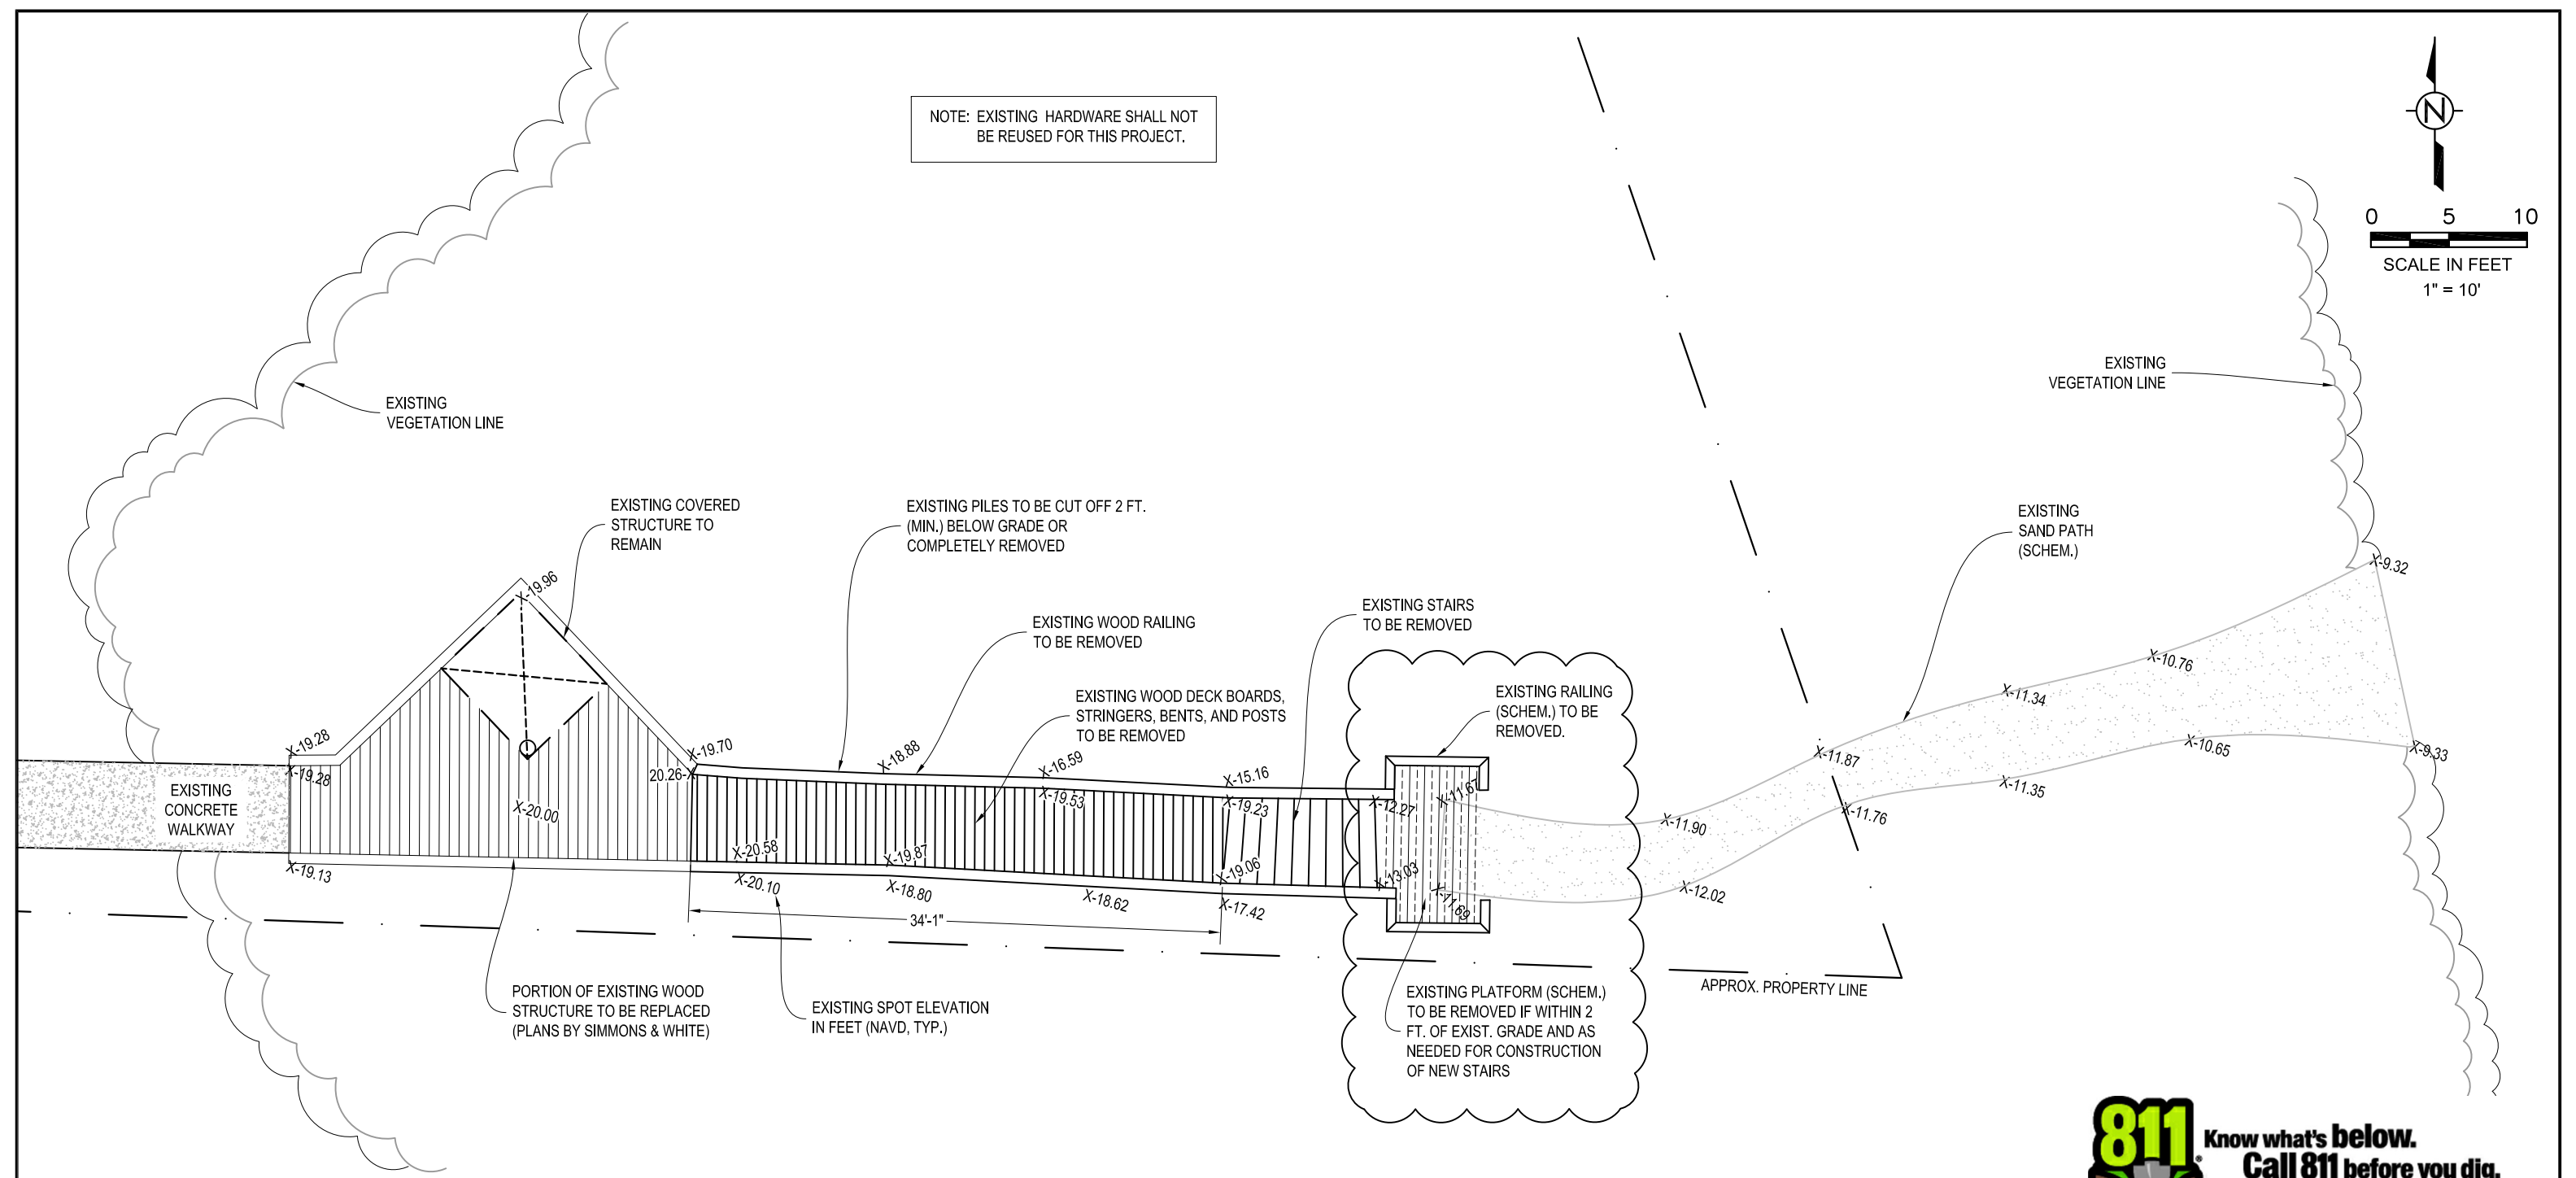 NOTE: EXISTING HARDWARE SHALL NOT
BE REUSED FOR THIS PROJECT.
N
0 5 10
SCALE IN FEET
1" = 10'
EXISTING
VEGETATION LINE
EXISTING
VEGETATION LINE
EXISTING COVERED
STRUCTURE TO
REMAIN
EXISTING PILES TO BE CUT OFF 2 FT.
(MIN.) BELOW GRADE OR
COMPLETELY REMOVED
EXISTING
SAND PATH
(SCHEM.)
EXISTING WOOD RAILING
TO BE REMOVED
EXISTING STAIRS
TO BE REMOVED
EXISTING WOOD DECK BOARDS,
STRINGERS, BENTS, AND POSTS
TO BE REMOVED
EXISTING RAILING
(SCHEM.) TO BE
REMOVED.
X-19.96
X-19.28
X-19.28
X-19.70
20.26-X
X-18.88
X-16.59
X-19.53
X-15.16
X-19.23
X-12.27
X-11.67
X-11.90
X-11.87
X-11.34
X-10.76
X-9.32
EXISTING
CONCRETE
WALKWAY
X-20.00
X-19.13
X-20.58
X-20.10
X-19.87
X-18.80
X-18.62
X-19.06
X-17.42
X-13.03
X-11.69
X-12.02
X-11.76
X-11.35
X-10.65
X-9.33
34'-1"
PORTION OF EXISTING WOOD
STRUCTURE TO BE REPLACED
(PLANS BY SIMMONS & WHITE)
EXISTING SPOT ELEVATION
IN FEET (NAVD, TYP.)
EXISTING PLATFORM (SCHEM.)
TO BE REMOVED IF WITHIN 2
FT. OF EXIST. GRADE AND AS
NEEDED FOR CONSTRUCTION
OF NEW STAIRS
APPROX. PROPERTY LINE
811
Know what's below.
Call 811 before you dig.